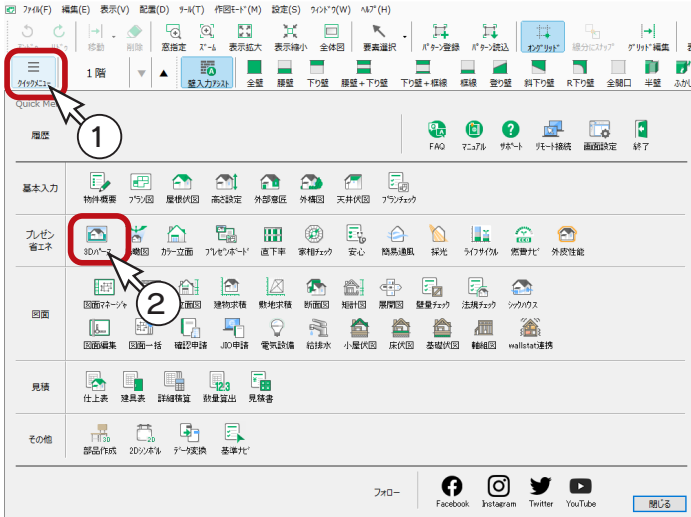 ﾌｧｲﾙ(F) 編集(E) 表示(V) 配置(D) ﾂｰﾙ(T) 作図ﾓｰﾄﾞ(M) 設定(S) ｳｨﾝﾄﾞｳ(W) ﾍﾙﾌﾟ(H)
移動 削除 窓指定 ｽﾞｰﾑ 表示拡大 表示縮小 全体図 要素選択 ﾊﾟﾀｰﾝ登録 ﾊﾟﾀｰﾝ読込 ｵﾝｸﾞﾘｯﾄﾞ 線分にｽﾅｯﾌﾟ ｸﾞﾘｯﾄﾞ編集
ｸｲｯｸﾒﾆｭｰ 1 階 ▼ ▲ 壁入力ｱｼｽﾄ 全壁 腰壁 下り壁 腰壁+下り壁 下り壁+框線 框線 登り壁 斜下り壁 R下り壁 全開口 半壁 ふか
Quick Me
1
履歴 FAQ ﾏﾆｭｱﾙ ｻﾎﾟｰﾄ ﾘﾓｰﾄ接続 画面設定 終了
基本入力 物件概要 ﾌﾟﾗﾝ図 屋根伏図 高さ設定 外部意匠 外構図 天井伏図 ﾌﾟﾗﾝﾁｪｯｸ
プレゼン
省エネ 3Dﾊﾟｰｽ 鳥瞰図 ｶﾗｰ立面 ﾌﾟﾚｾﾞﾝﾎﾞｰﾄﾞ 直下率 家相ﾁｪｯｸ 安心 簡易通風 採光 ﾗｲﾌｻｲｸﾙ 燃費ﾅﾋﾞ 外皮性能
2
図面 図面ﾏﾈｰｼﾞｬ 立面図 建物求積 敷地求積 断面図 矩計図 展開図 壁量ﾁｪｯｸ 法規ﾁｪｯｸ ｼｯｸﾊｳｽ
図面編集 図面一括 確認申請 JIO申請 電気設備 給排水 小屋伏図 床伏図 基礎伏図 軸組図 wallstat連携
見積 仕上表 建具表 詳細積算 数量算出 見積書
その他 部品作成 2Dｼﾝﾎﾞﾙ ﾃﾞｰﾀ変換 基準ﾅﾋﾞ
フォロー Facebook Instagram Twitter YouTube 閉じる